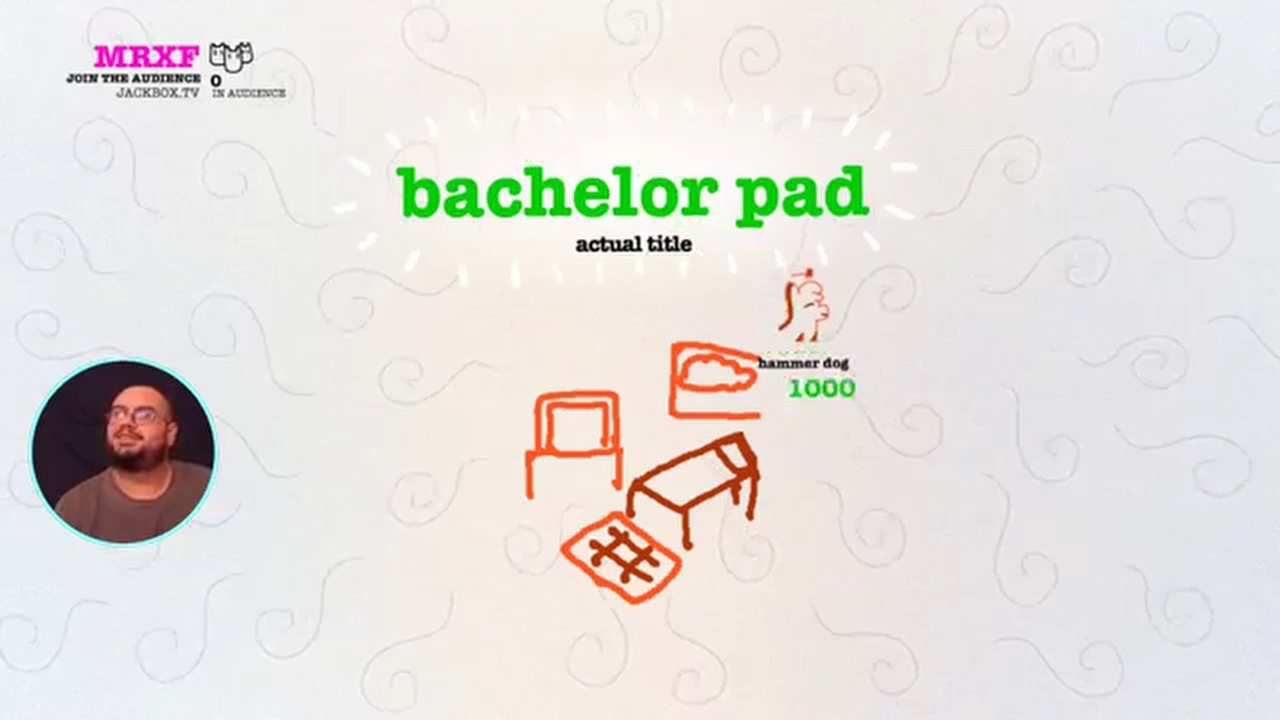 MRXF
JOIN THE AUDIENCE
JACKBOX.TV
0
IN AUDIENCE
bachelor pad
actual title
hammer dog
1000